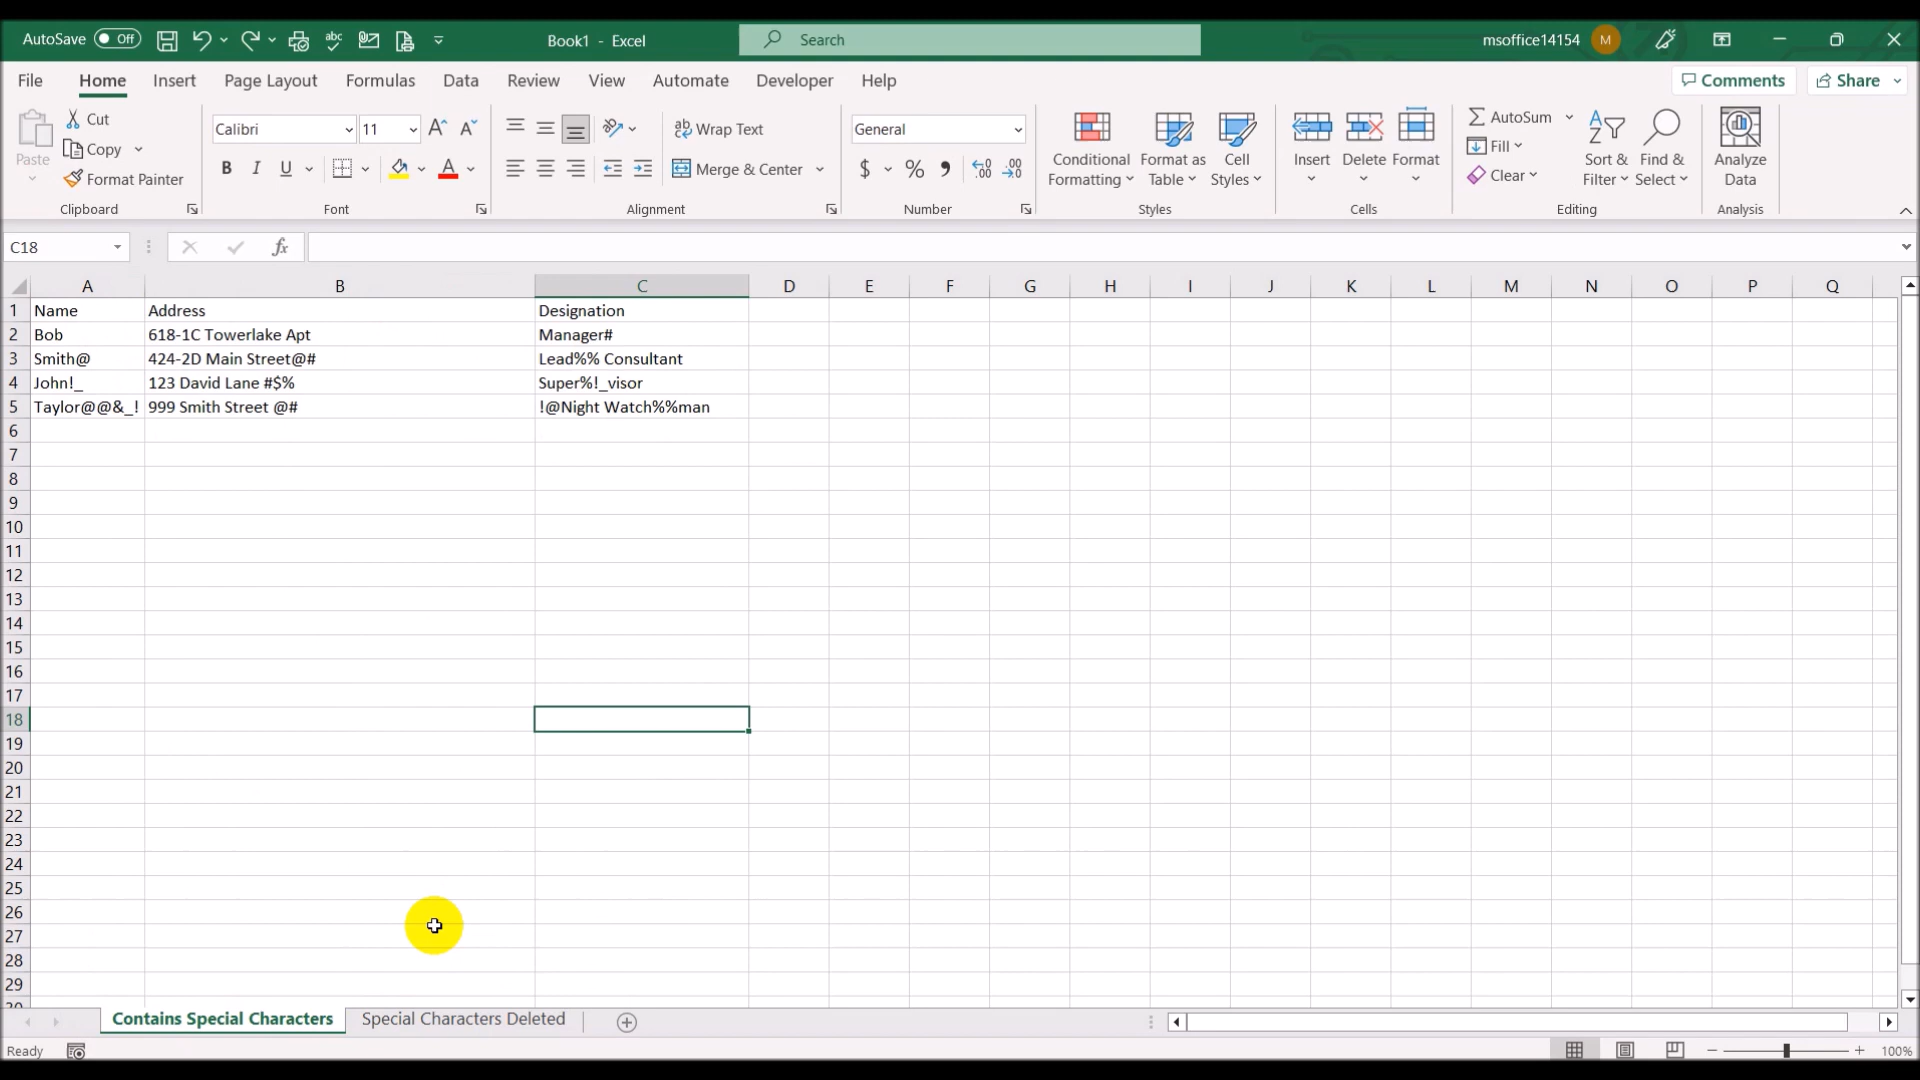 AutoSave Off Book1 - Excel Search msoffice14154 M
File Home Insert Page Layout Formulas Data Review View Automate Developer Help Comments Share
Paste Cut Copy Format Painter Clipboard
Calibri 11 B I U A Font
Wrap Text Merge & Center Alignment
General $ % Number
Conditional Formatting Format as Table Cell Styles Styles
Insert Delete Format Cells
AutoSum Fill Clear Sort & Filter Find & Select Editing
Analyze Data Analysis
C18 fx
A B C D E F G H I J K L M N O P Q
1 Name Address Designation
2 Bob 618-1C Towerlake Apt Manager#
3 Smith@ 424-2D Main Street@# Lead%% Consultant
4 John!_ 123 David Lane #$% Super%!_visor
5 Taylor@@&_! 999 Smith Street @# !@Night Watch%%man
6
7
8
9
10
11
12
13
14
15
16
17
18
19
20
21
22
23
24
25
26
27
28
29
Contains Special Characters Special Characters Deleted
Ready 100%